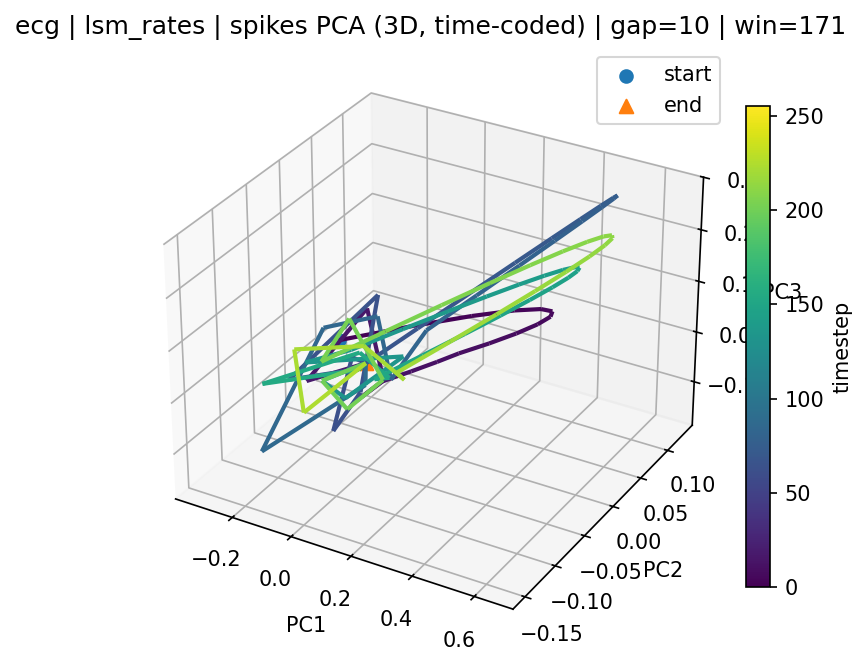 ecg | lsm_rates | spikes PCA (3D, time-coded) | gap=10 | win=171
start
end
250
200
150
100
50
0
timestep
PC3
0.10
0.05
0.00
−0.05
−0.10
−0.15
PC2
−0.2
0.0
0.2
0.4
0.6
PC1